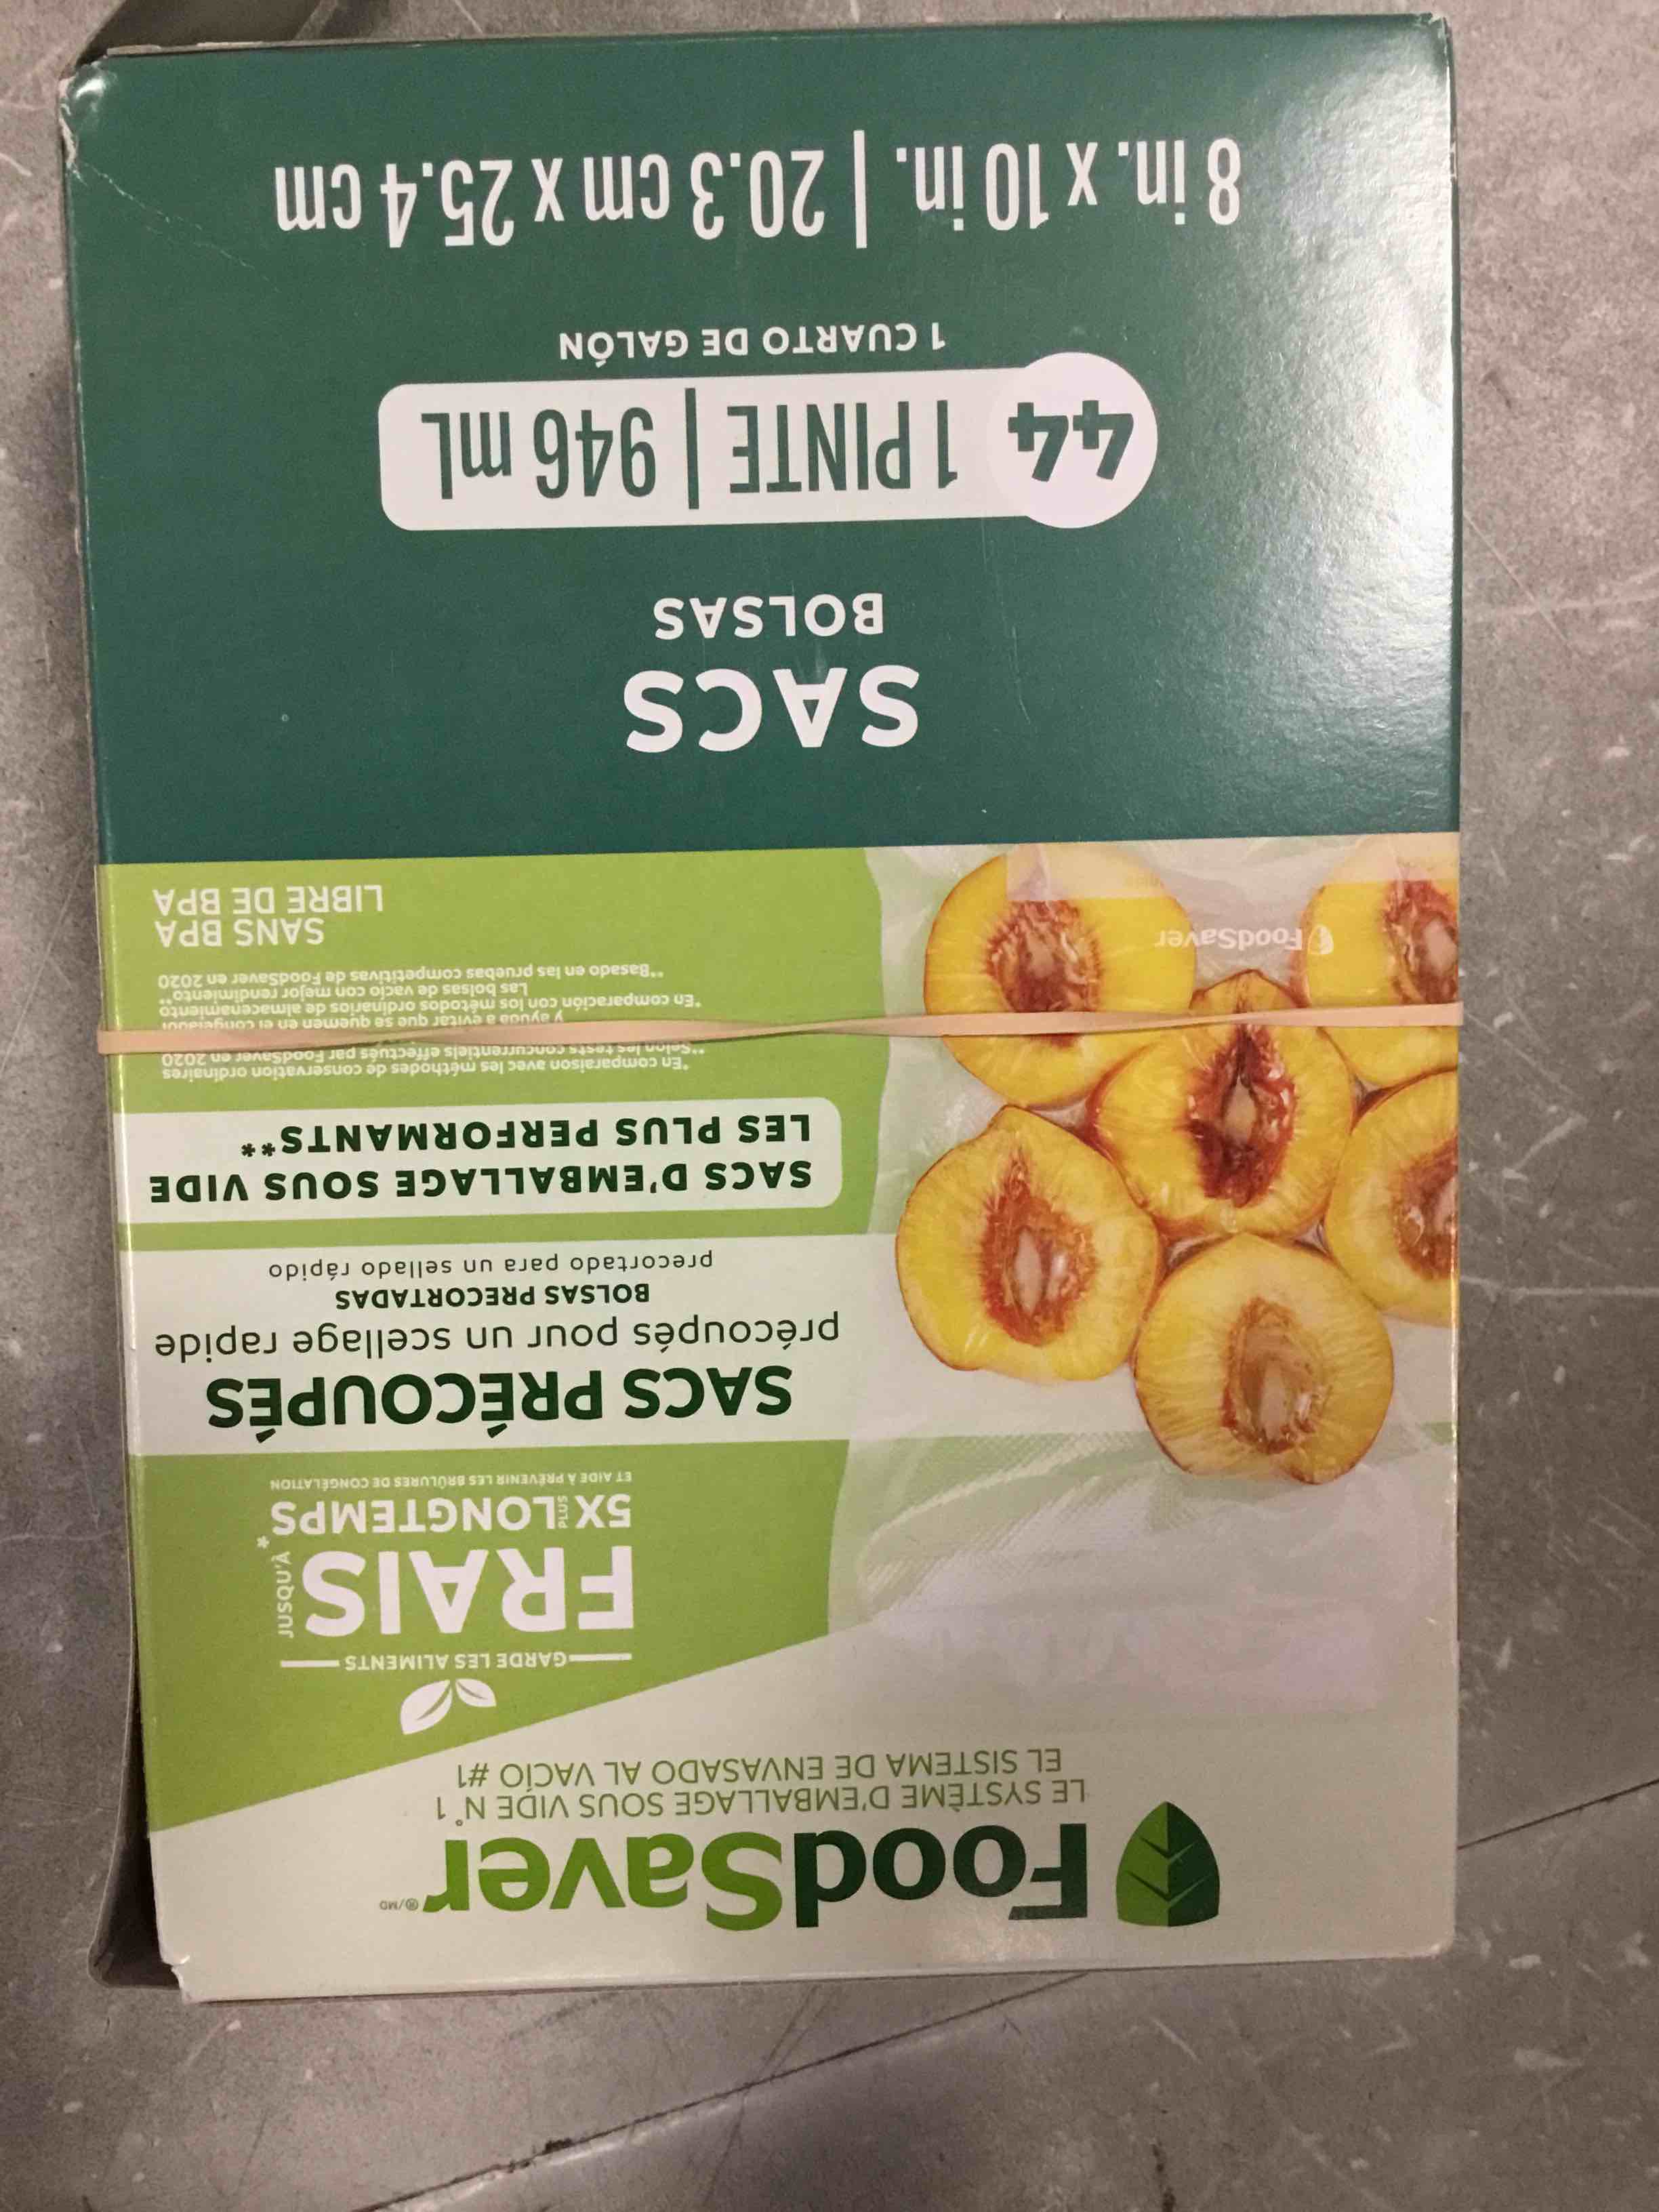 FoodSaver®/MD
LE SYSTÈME D'EMBALLAGE SOUS VIDE N° 1
EL SISTEMA DE ENVASADO AL VACÍO #1
GARDE LES ALIMENTS
FRAIS JUSQU'À
5X PLUS LONGTEMPS*
ET AIDE À PRÉVENIR LES BRÛLURES DE CONGÉLATION
SACS PRÉCOUPÉS
précoupés pour un scellage rapide
BOLSAS PRECORTADAS
precortado para un sellado rápido
SACS D'EMBALLAGE SOUS VIDE
LES PLUS PERFORMANTS**
*En comparaison avec les méthodes de conservation ordinaires
**Selon les tests concurrentiels effectués par FoodSaver en 2020
y ayuda a evitar que se quemen en el congelador
*En comparación con los métodos ordinarios de almacenamiento
Las bolsas de vacío con mejor rendimiento**
**Basado en las pruebas competitivas de FoodSaver en 2020
SANS BPA
LIBRE DE BPA
FoodSaver
SACS
BOLSAS
44 1 PINTE | 946 mL
1 CUARTO DE GALÓN
8 in. x 10 in. | 20.3 cm x 25.4 cm